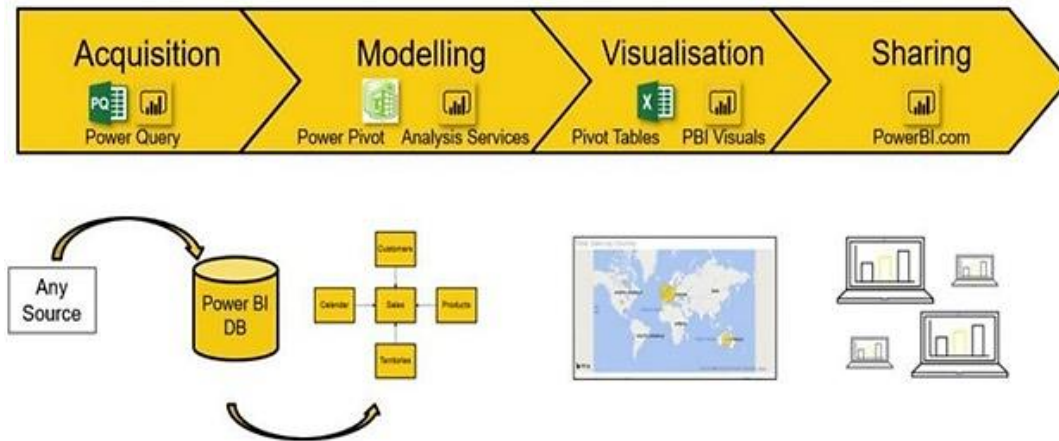 Acquisition
Modelling
Visualisation
Sharing
PQ
X
Power Query
Power Pivot
Analysis Services
Pivot Tables
PBI Visuals
PowerBI.com
Any
Source
Power BI
DB
Customers
Calendar
Sales
Products
Territories